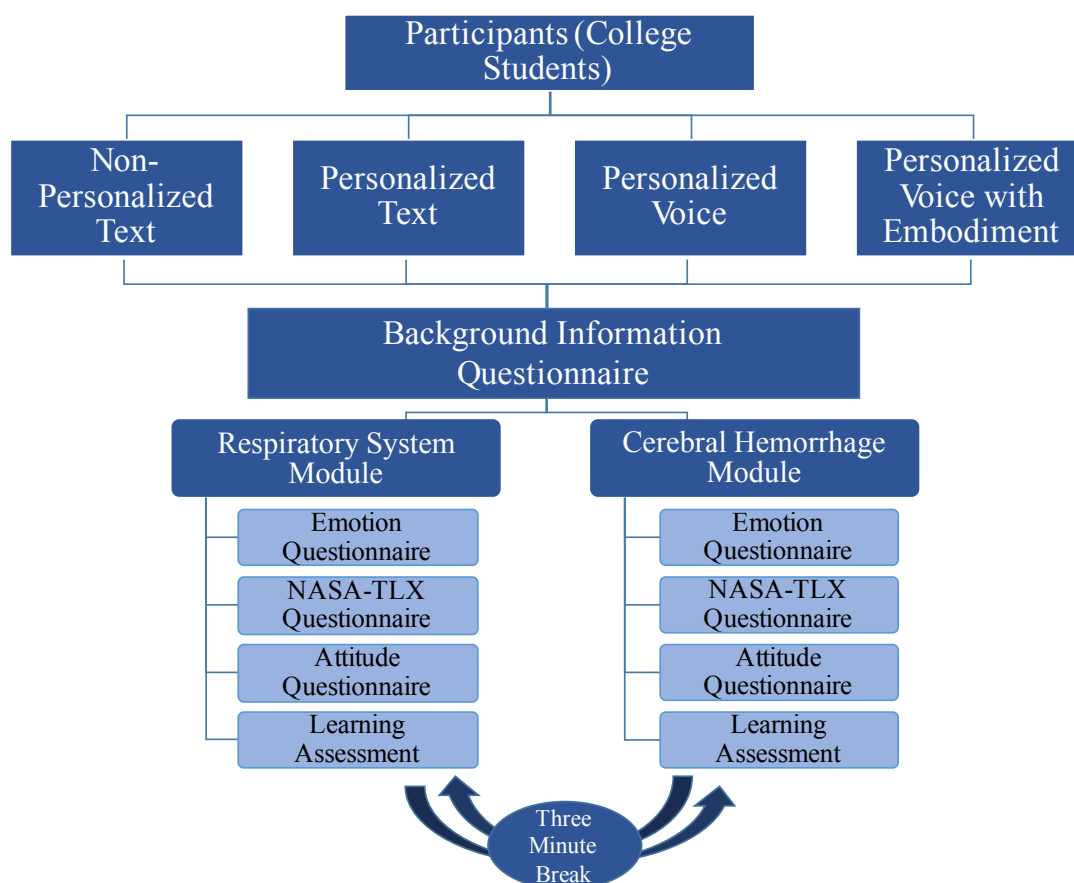 Participants (College
Students)
Non-
Personalized
Text
Personalized
Text
Personalized
Voice
Personalized
Voice with
Embodiment
Background Information
Questionnaire
Respiratory System
Module
Emotion
Questionnaire
NASA-TLX
Questionnaire
Attitude
Questionnaire
Learning
Assessment
Cerebral Hemorrhage
Module
Emotion
Questionnaire
NASA-TLX
Questionnaire
Attitude
Questionnaire
Learning
Assessment
Three
Minute
Break